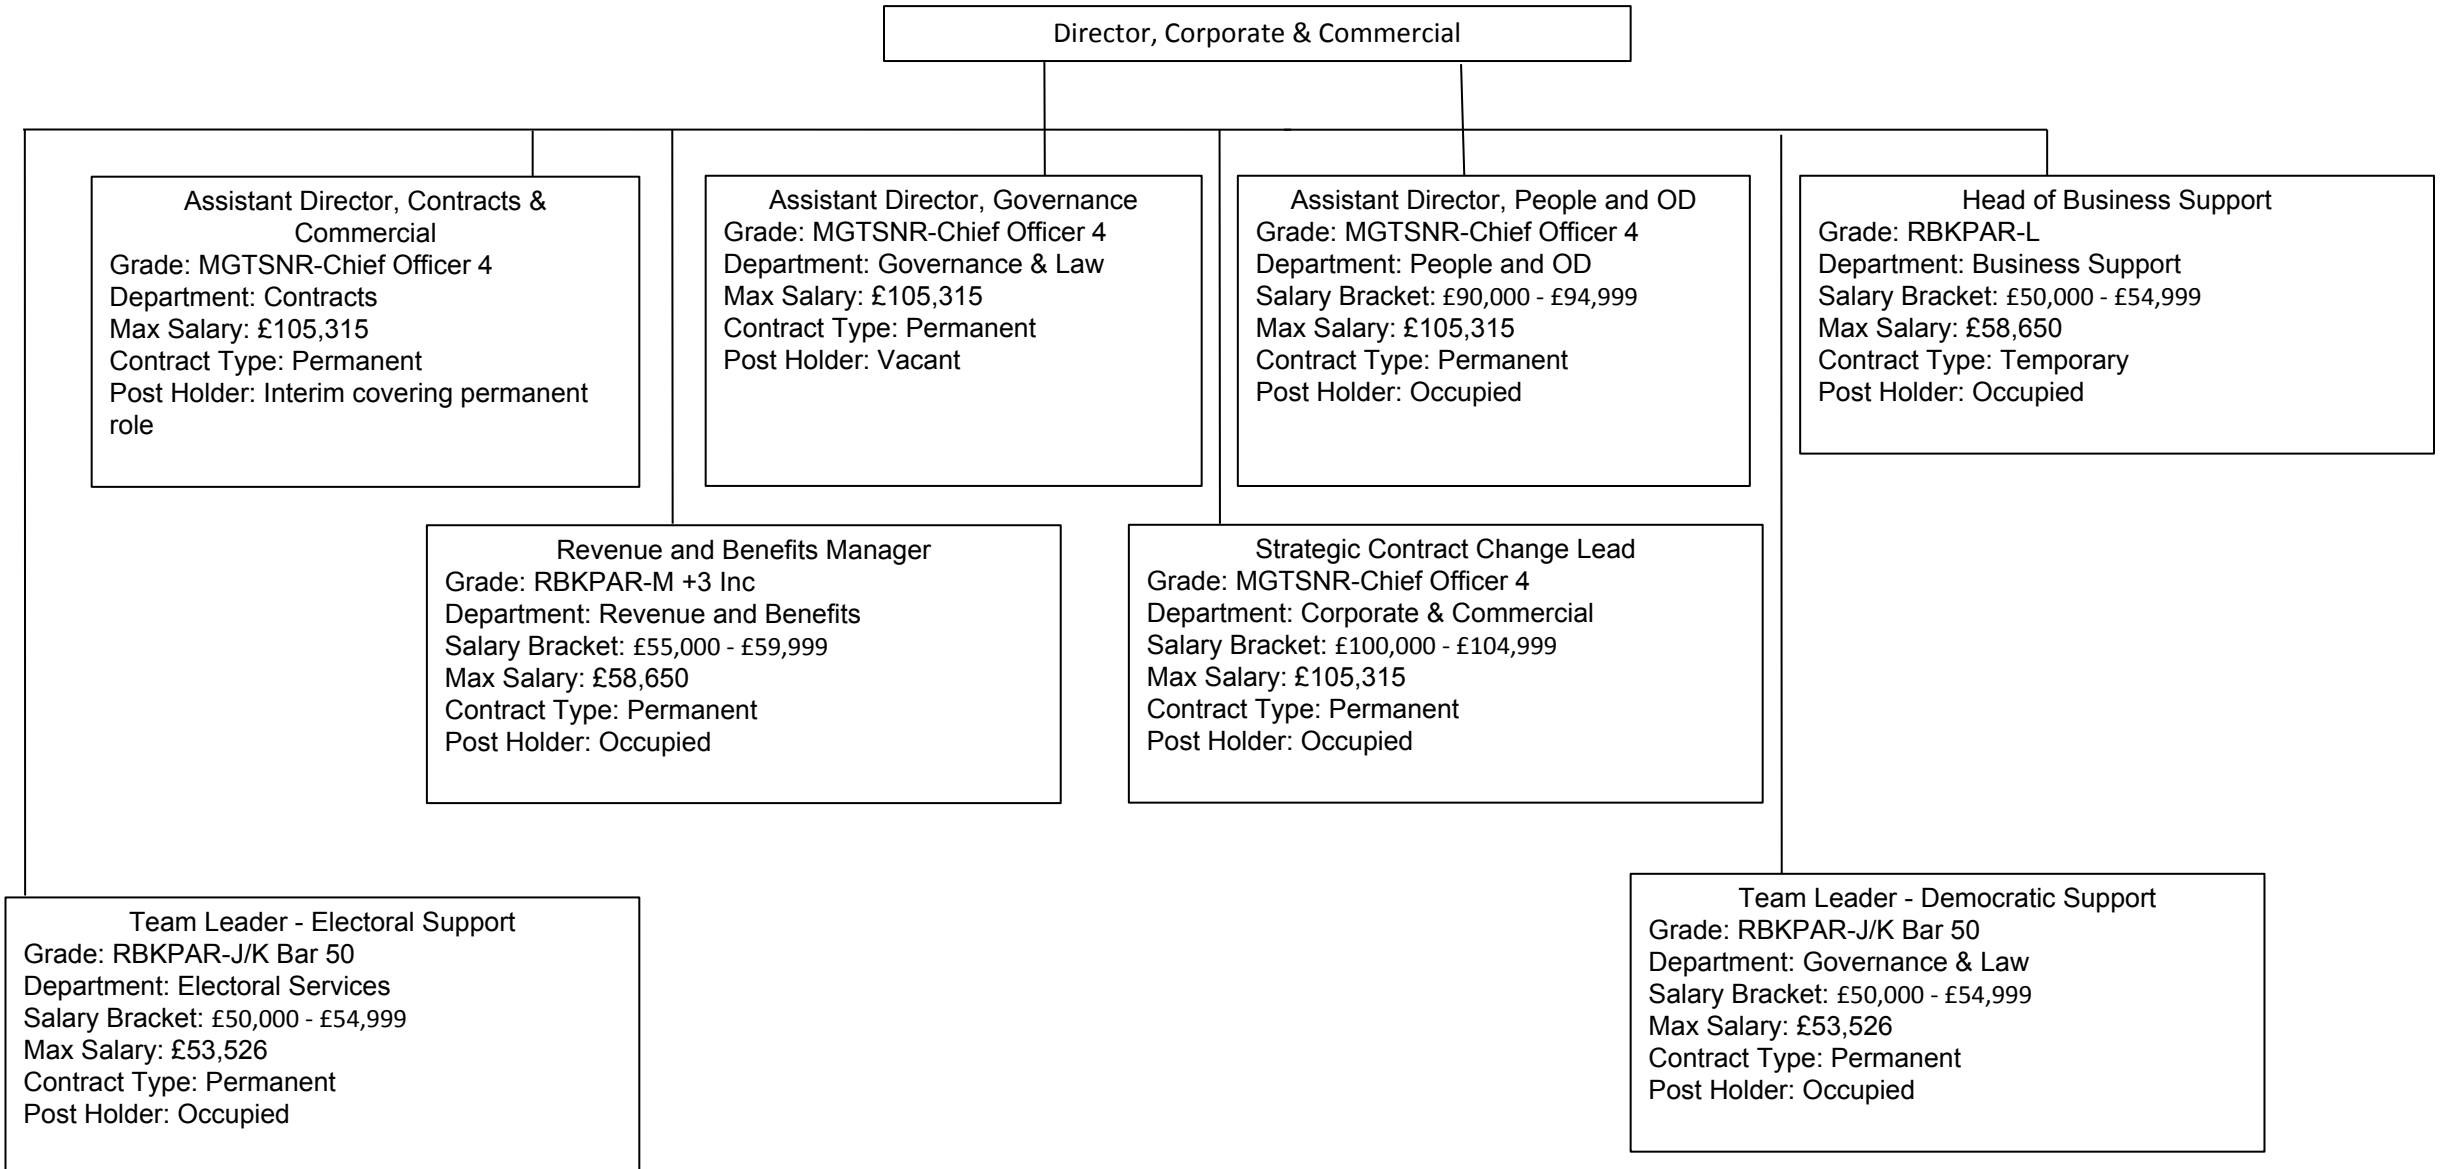 Director, Corporate & Commercial
Assistant Director, Contracts &
Commercial
Grade: MGTSNR-Chief Officer 4
Department: Contracts
Max Salary: £105,315
Contract Type: Permanent
Post Holder: Interim covering permanent
role
Assistant Director, Governance
Grade: MGTSNR-Chief Officer 4
Department: Governance & Law
Max Salary: £105,315
Contract Type: Permanent
Post Holder: Vacant
Assistant Director, People and OD
Grade: MGTSNR-Chief Officer 4
Department: People and OD
Salary Bracket: £90,000 - £94,999
Max Salary: £105,315
Contract Type: Permanent
Post Holder: Occupied
Head of Business Support
Grade: RBKPAR-L
Department: Business Support
Salary Bracket: £50,000 - £54,999
Max Salary: £58,650
Contract Type: Temporary
Post Holder: Occupied
Revenue and Benefits Manager
Grade: RBKPAR-M +3 Inc
Department: Revenue and Benefits
Salary Bracket: £55,000 - £59,999
Max Salary: £58,650
Contract Type: Permanent
Post Holder: Occupied
Strategic Contract Change Lead
Grade: MGTSNR-Chief Officer 4
Department: Corporate & Commercial
Salary Bracket: £100,000 - £104,999
Max Salary: £105,315
Contract Type: Permanent
Post Holder: Occupied
Team Leader - Electoral Support
Grade: RBKPAR-J/K Bar 50
Department: Electoral Services
Salary Bracket: £50,000 - £54,999
Max Salary: £53,526
Contract Type: Permanent
Post Holder: Occupied
Team Leader - Democratic Support
Grade: RBKPAR-J/K Bar 50
Department: Governance & Law
Salary Bracket: £50,000 - £54,999
Max Salary: £53,526
Contract Type: Permanent
Post Holder: Occupied